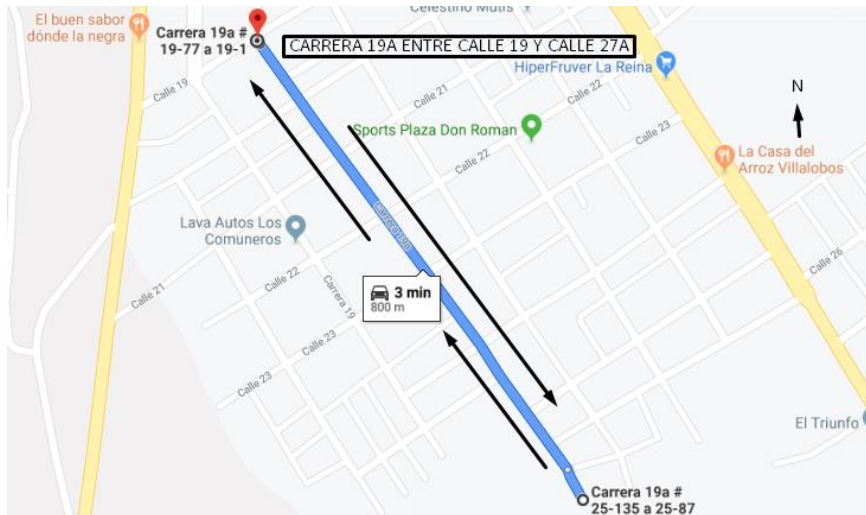 El buen sabor
dónde la negra
Carrera 19a #
19-77 a 19-1
CARRERA 19A ENTRE CALLE 19 Y CALLE 27A
Celestino Mutis
HiperFruver La Reina
N
Calle 19
Calle 21
Sports Plaza Don Roman
Calle 22
Calle 23
La Casa del
Arroz Villalobos
Lava Autos Los
Comuneros
Carrera 19a
Calle 22
Calle 21
Carrera 19
3 min
800 m
Calle 26
Calle 23
Calle 23
El Triunfo
Carrera 19a #
25-135 a 25-87